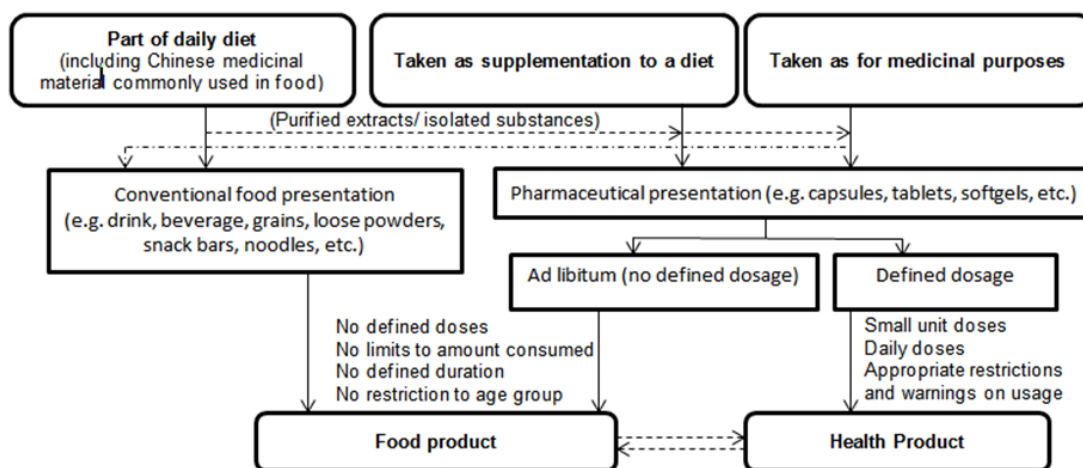 Part of daily diet
(including Chinese medicinal
material commonly used in food)
Taken as supplementation to a diet
Taken as for medicinal purposes
(Purified extracts/ isolated substances)
Conventional food presentation
(e.g. drink, beverage, grains, loose powders,
snack bars, noodles, etc.)
Pharmaceutical presentation (e.g. capsules, tablets, softgels, etc.)
Ad libitum (no defined dosage)
Defined dosage
No defined doses
No limits to amount consumed
No defined duration
No restriction to age group
Small unit doses
Daily doses
Appropriate restrictions
and warnings on usage
Food product
Health Product